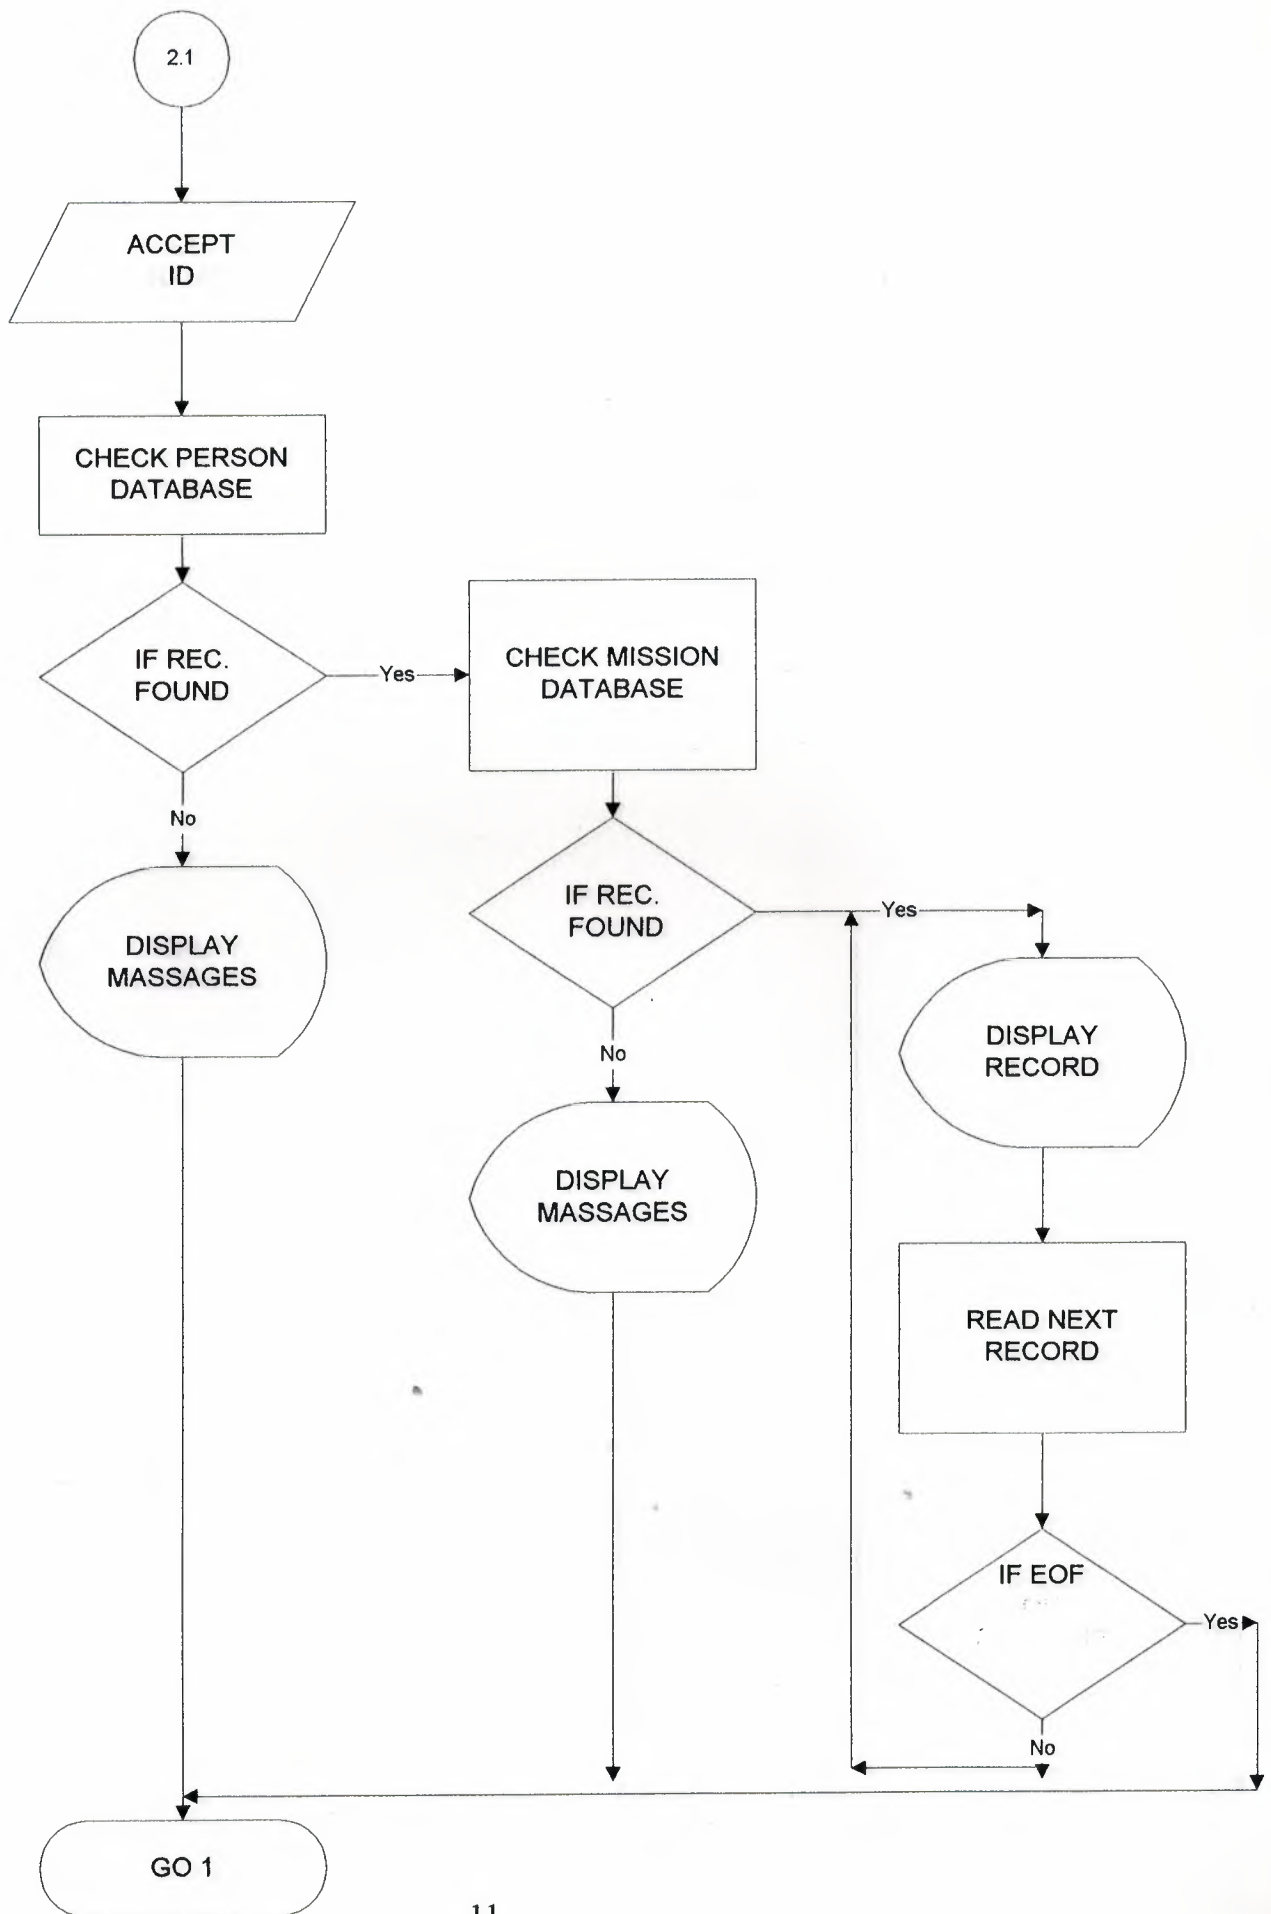 2.1
ACCEPT
ID
CHECK PERSON
DATABASE
IF REC.
FOUND
Yes
No
DISPLAY
MASSAGES
CHECK MISSION
DATABASE
IF REC.
FOUND
Yes
No
DISPLAY
MASSAGES
DISPLAY
RECORD
READ NEXT
RECORD
IF EOF
Yes
No
GO 1
11